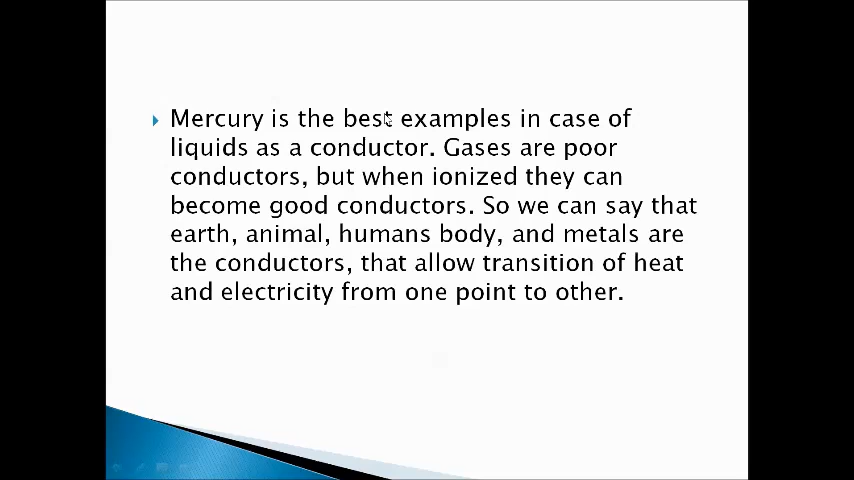 Mercury is the best examples in case of
liquids as a conductor. Gases are poor
conductors, but when ionized they can
become good conductors. So we can say that
earth, animal, humans body, and metals are
the conductors, that allow transition of heat
and electricity from one point to other.